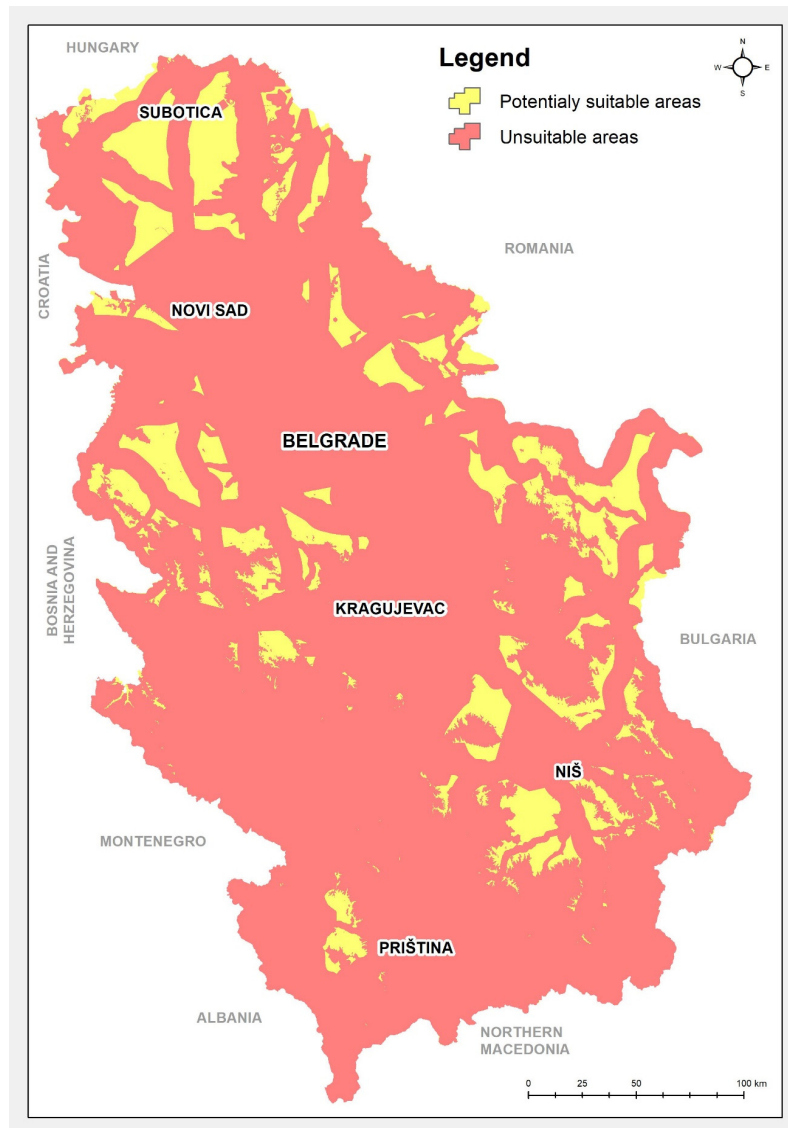 HUNGARY
Legend
N
W
E
S
Potentialy suitable areas
Unsuitable areas
SUBOTICA
ROMANIA
CROATIA
NOVI SAD
BELGRADE
BOSNIA AND
HERZEGOVINA
KRAGUJEVAC
BULGARIA
NIŠ
MONTENEGRO
PRIŠTINA
ALBANIA
NORTHERN
MACEDONIA
0 25 50 100 km